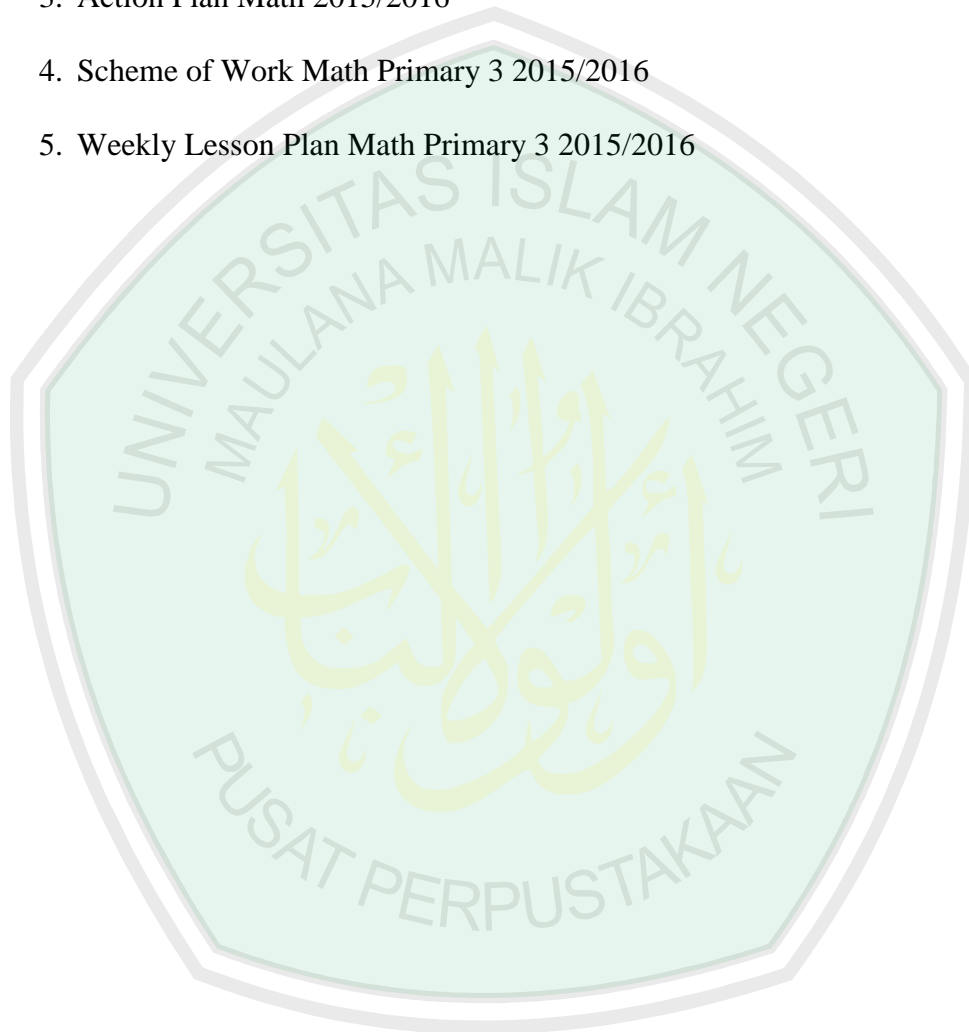 3. Action Plan Math 2015/2016
4. Scheme of Work Math Primary 3 2015/2016
5. Weekly Lesson Plan Math Primary 3 2015/2016
UNIVERSITAS ISLAM NEGERI
MAULANA MALIK IBRAHIM
PUSAT PERPUSTAKAAN